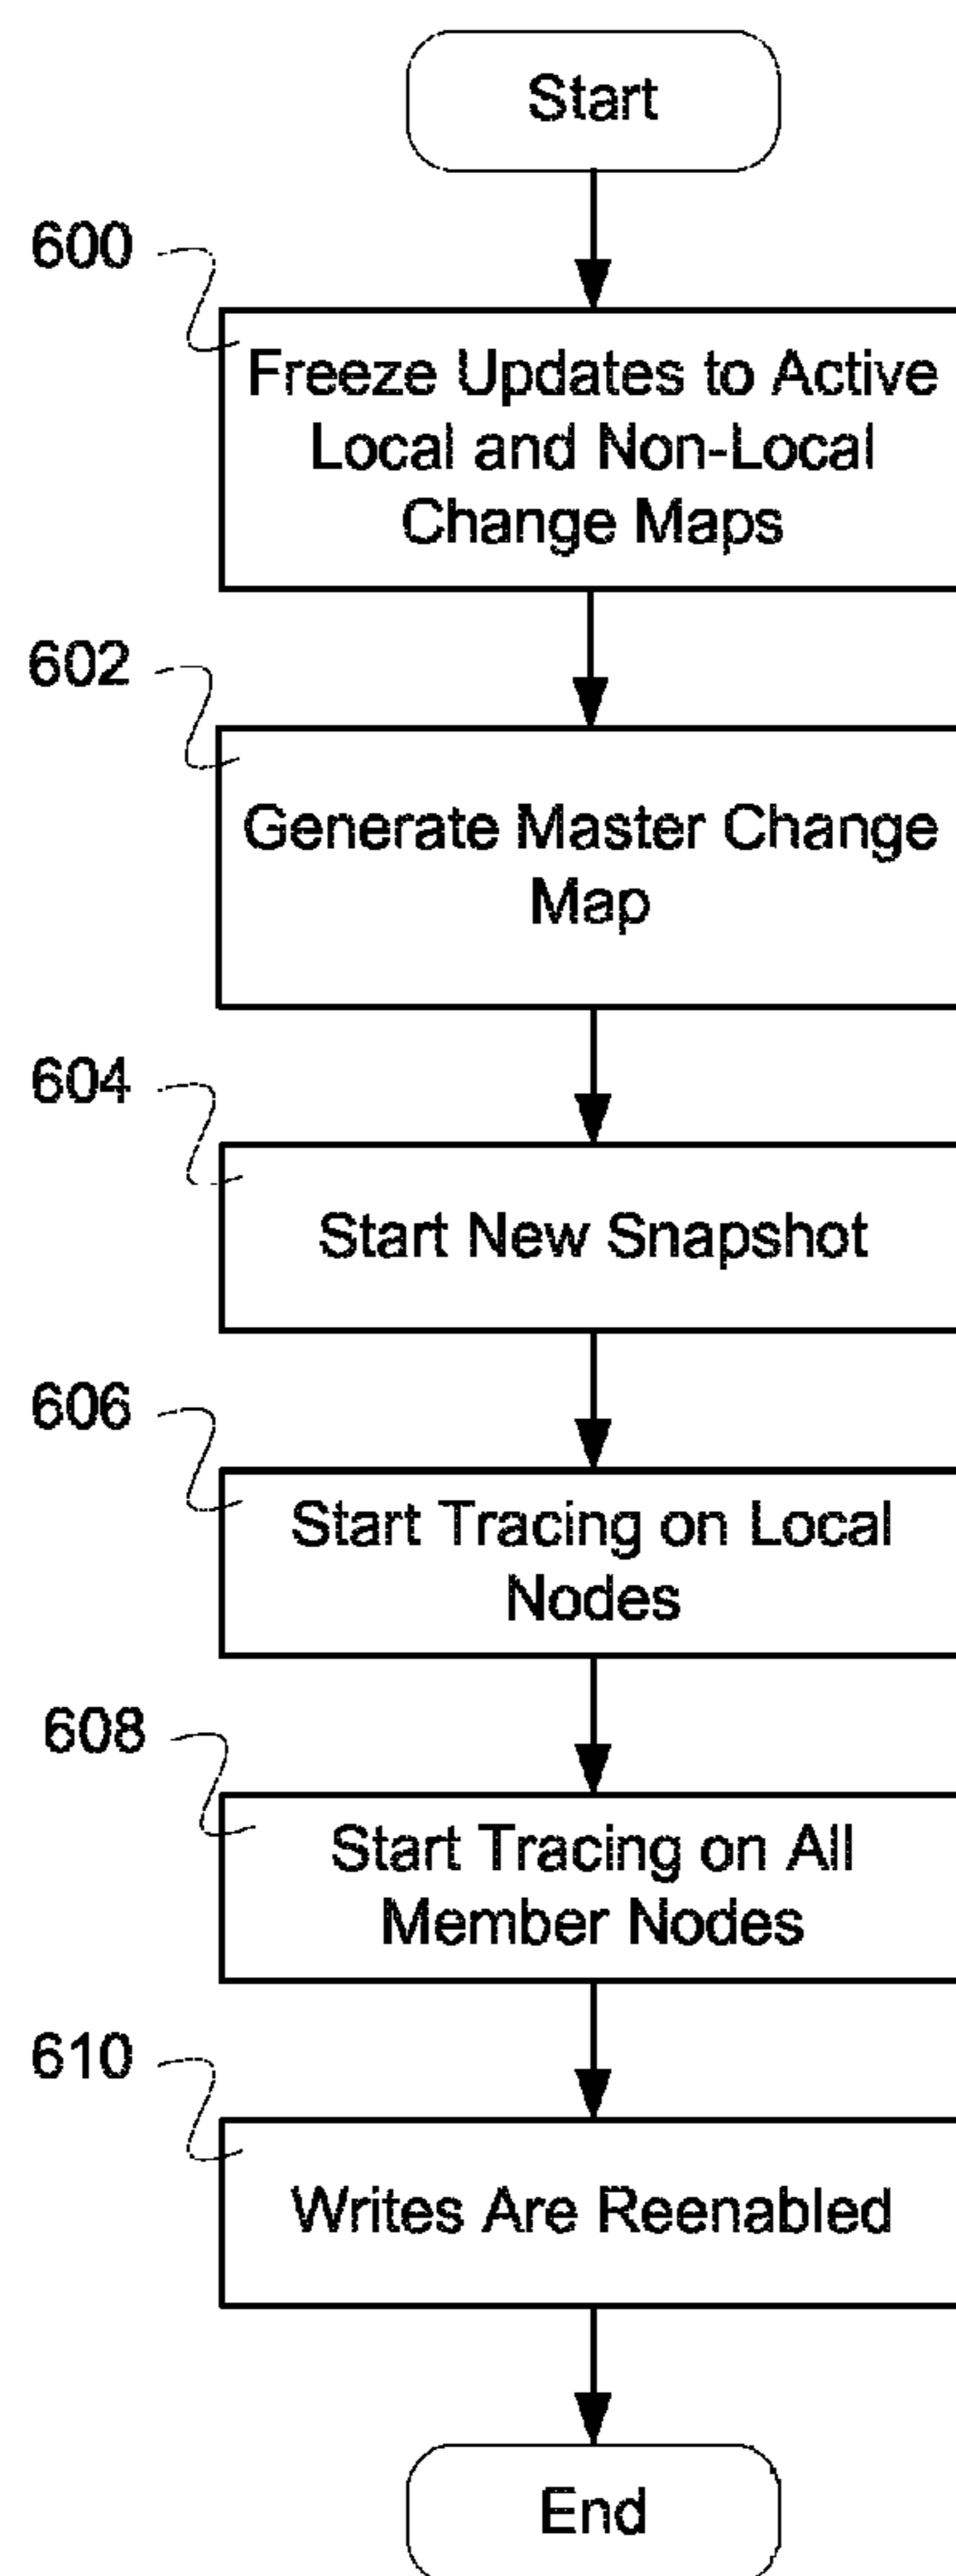 Start
600
Freeze Updates to Active
Local and Non-Local
Change Maps
602
Generate Master Change
Map
604
Start New Snapshot
606
Start Tracing on Local
Nodes
608
Start Tracing on All
Member Nodes
610
Writes Are Reenabled
End